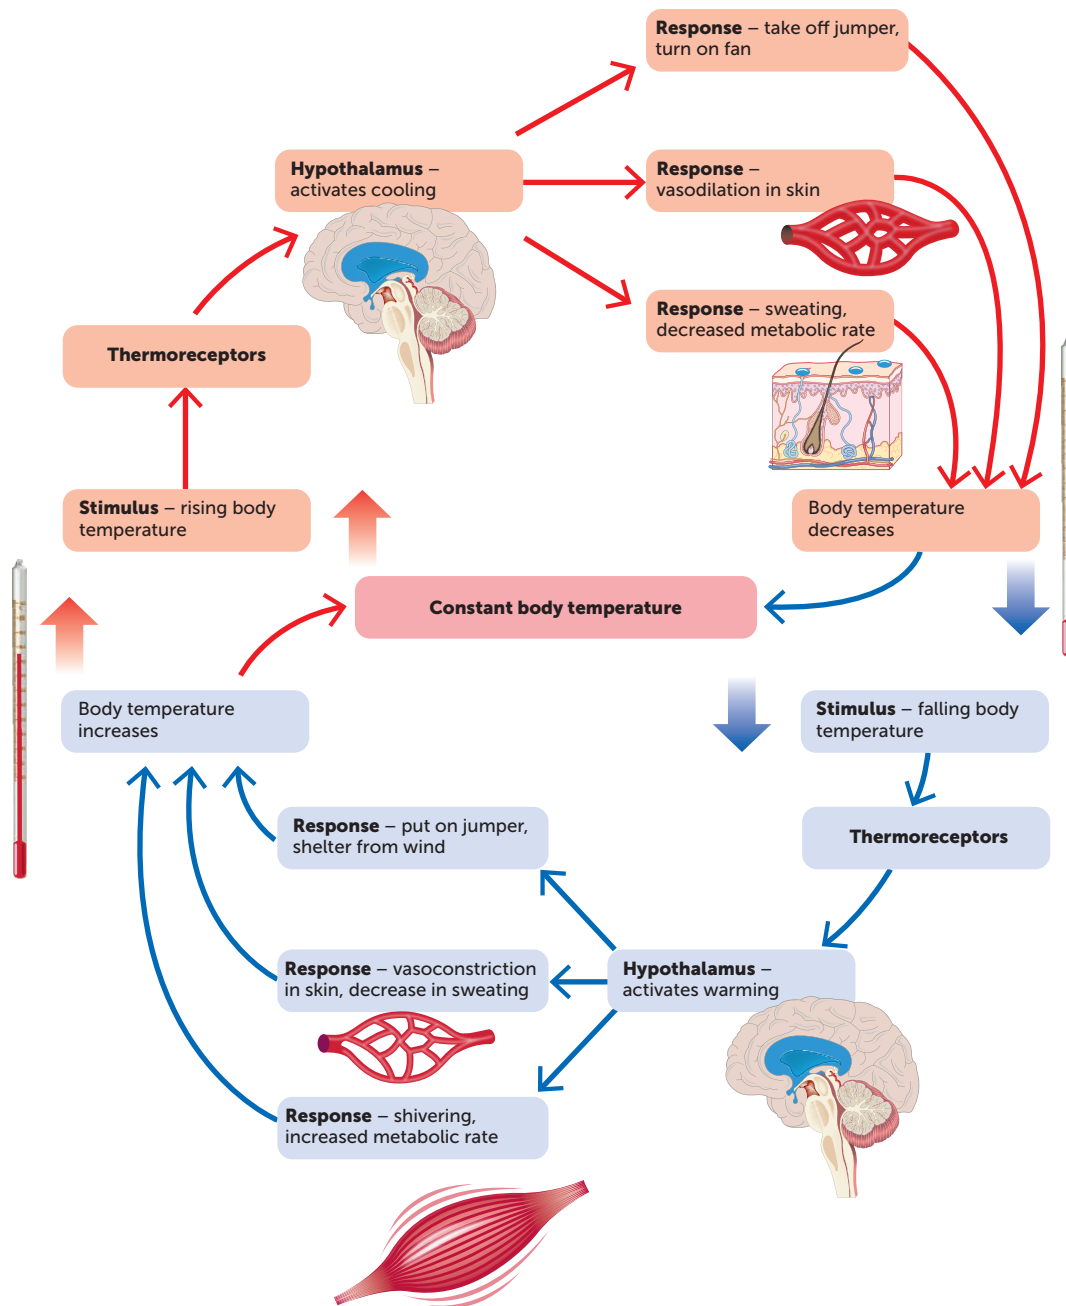 Response – take off jumper,
turn on fan
Hypothalamus –
activates cooling
Response –
vasodilation in skin
Response – sweating,
decreased metabolic rate
Thermoreceptors
Stimulus – rising body
temperature
Body temperature
decreases
Constant body temperature
Body temperature
increases
Stimulus – falling body
temperature
Response – put on jumper,
shelter from wind
Thermoreceptors
Response – vasoconstriction
in skin, decrease in sweating
Hypothalamus –
activates warming
Response – shivering,
increased metabolic rate